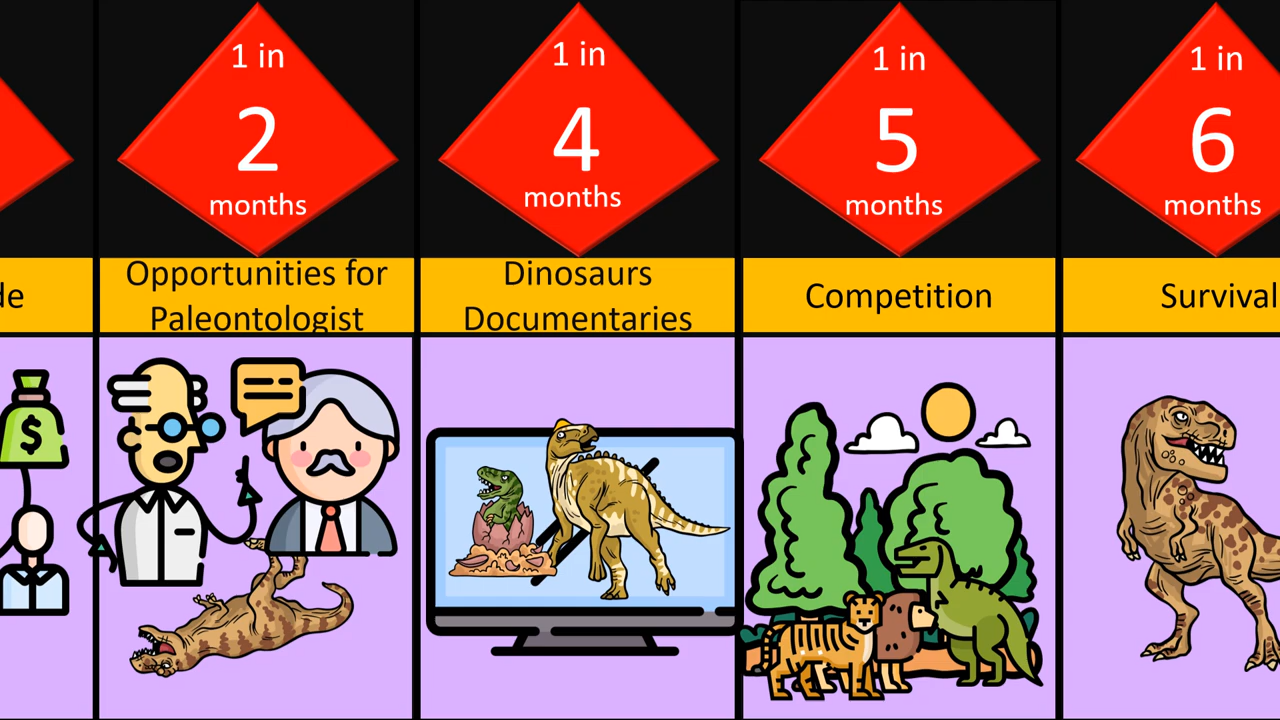 1 in
2
months
1 in
4
months
1 in
5
months
1 in
6
months
de
Opportunities for
Paleontologist
Dinosaurs
Documentaries
Competition
Survival
$